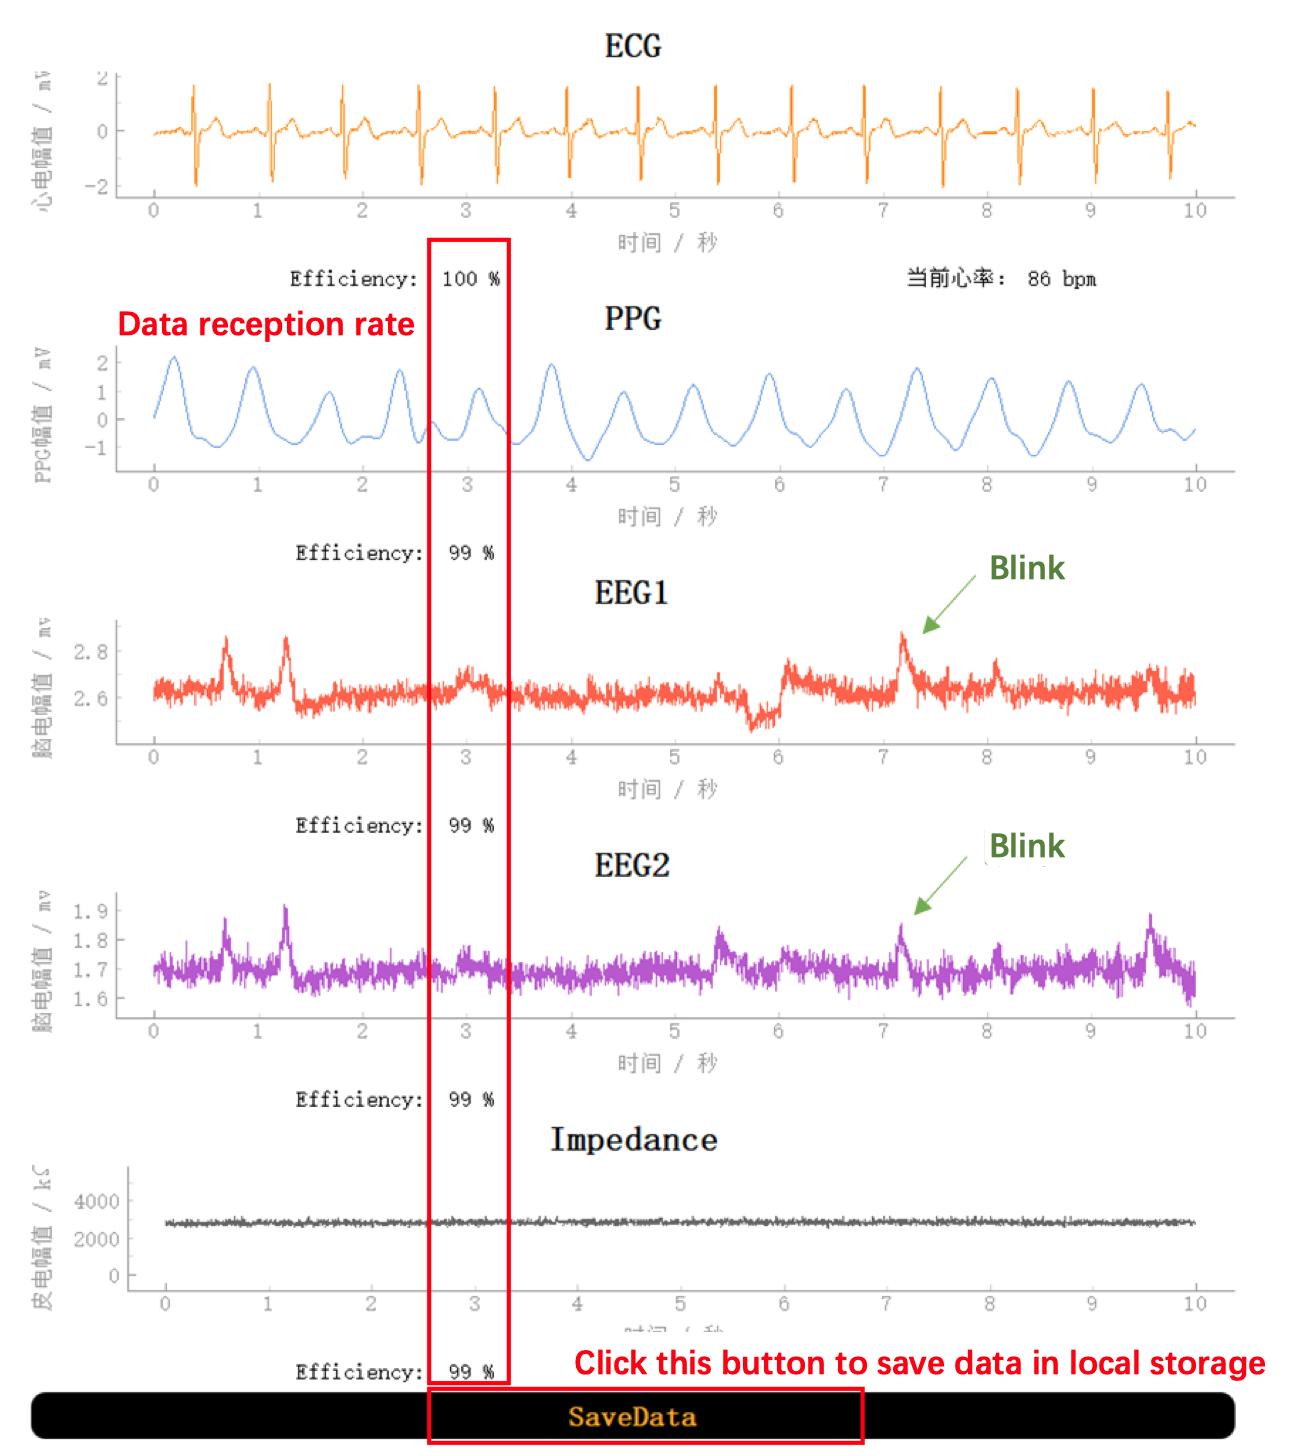 ECG
心电幅值 / mV
2
0
-2
0 1 2 3 4 5 6 7 8 9 10
时间 / 秒
Efficiency: 100 %
当前心率: 86 bpm
Data reception rate
PPG
PPG幅值 / mV
2
1
0
-1
0 1 2 3 4 5 6 7 8 9 10
时间 / 秒
Efficiency: 99 %
Blink
EEG1
脑电幅值 / mv
2.8
2.6
0 1 2 3 4 5 6 7 8 9 10
时间 / 秒
Efficiency: 99 %
Blink
EEG2
脑电幅值 / mv
1.9
1.8
1.7
1.6
0 1 2 3 4 5 6 7 8 9 10
时间 / 秒
Efficiency: 99 %
Impedance
皮电幅值 / kΩ
4000
2000
0
0 1 2 3 4 5 6 7 8 9 10
时间 / 秒
Efficiency: 99 %
Click this button to save data in local storage
SaveData